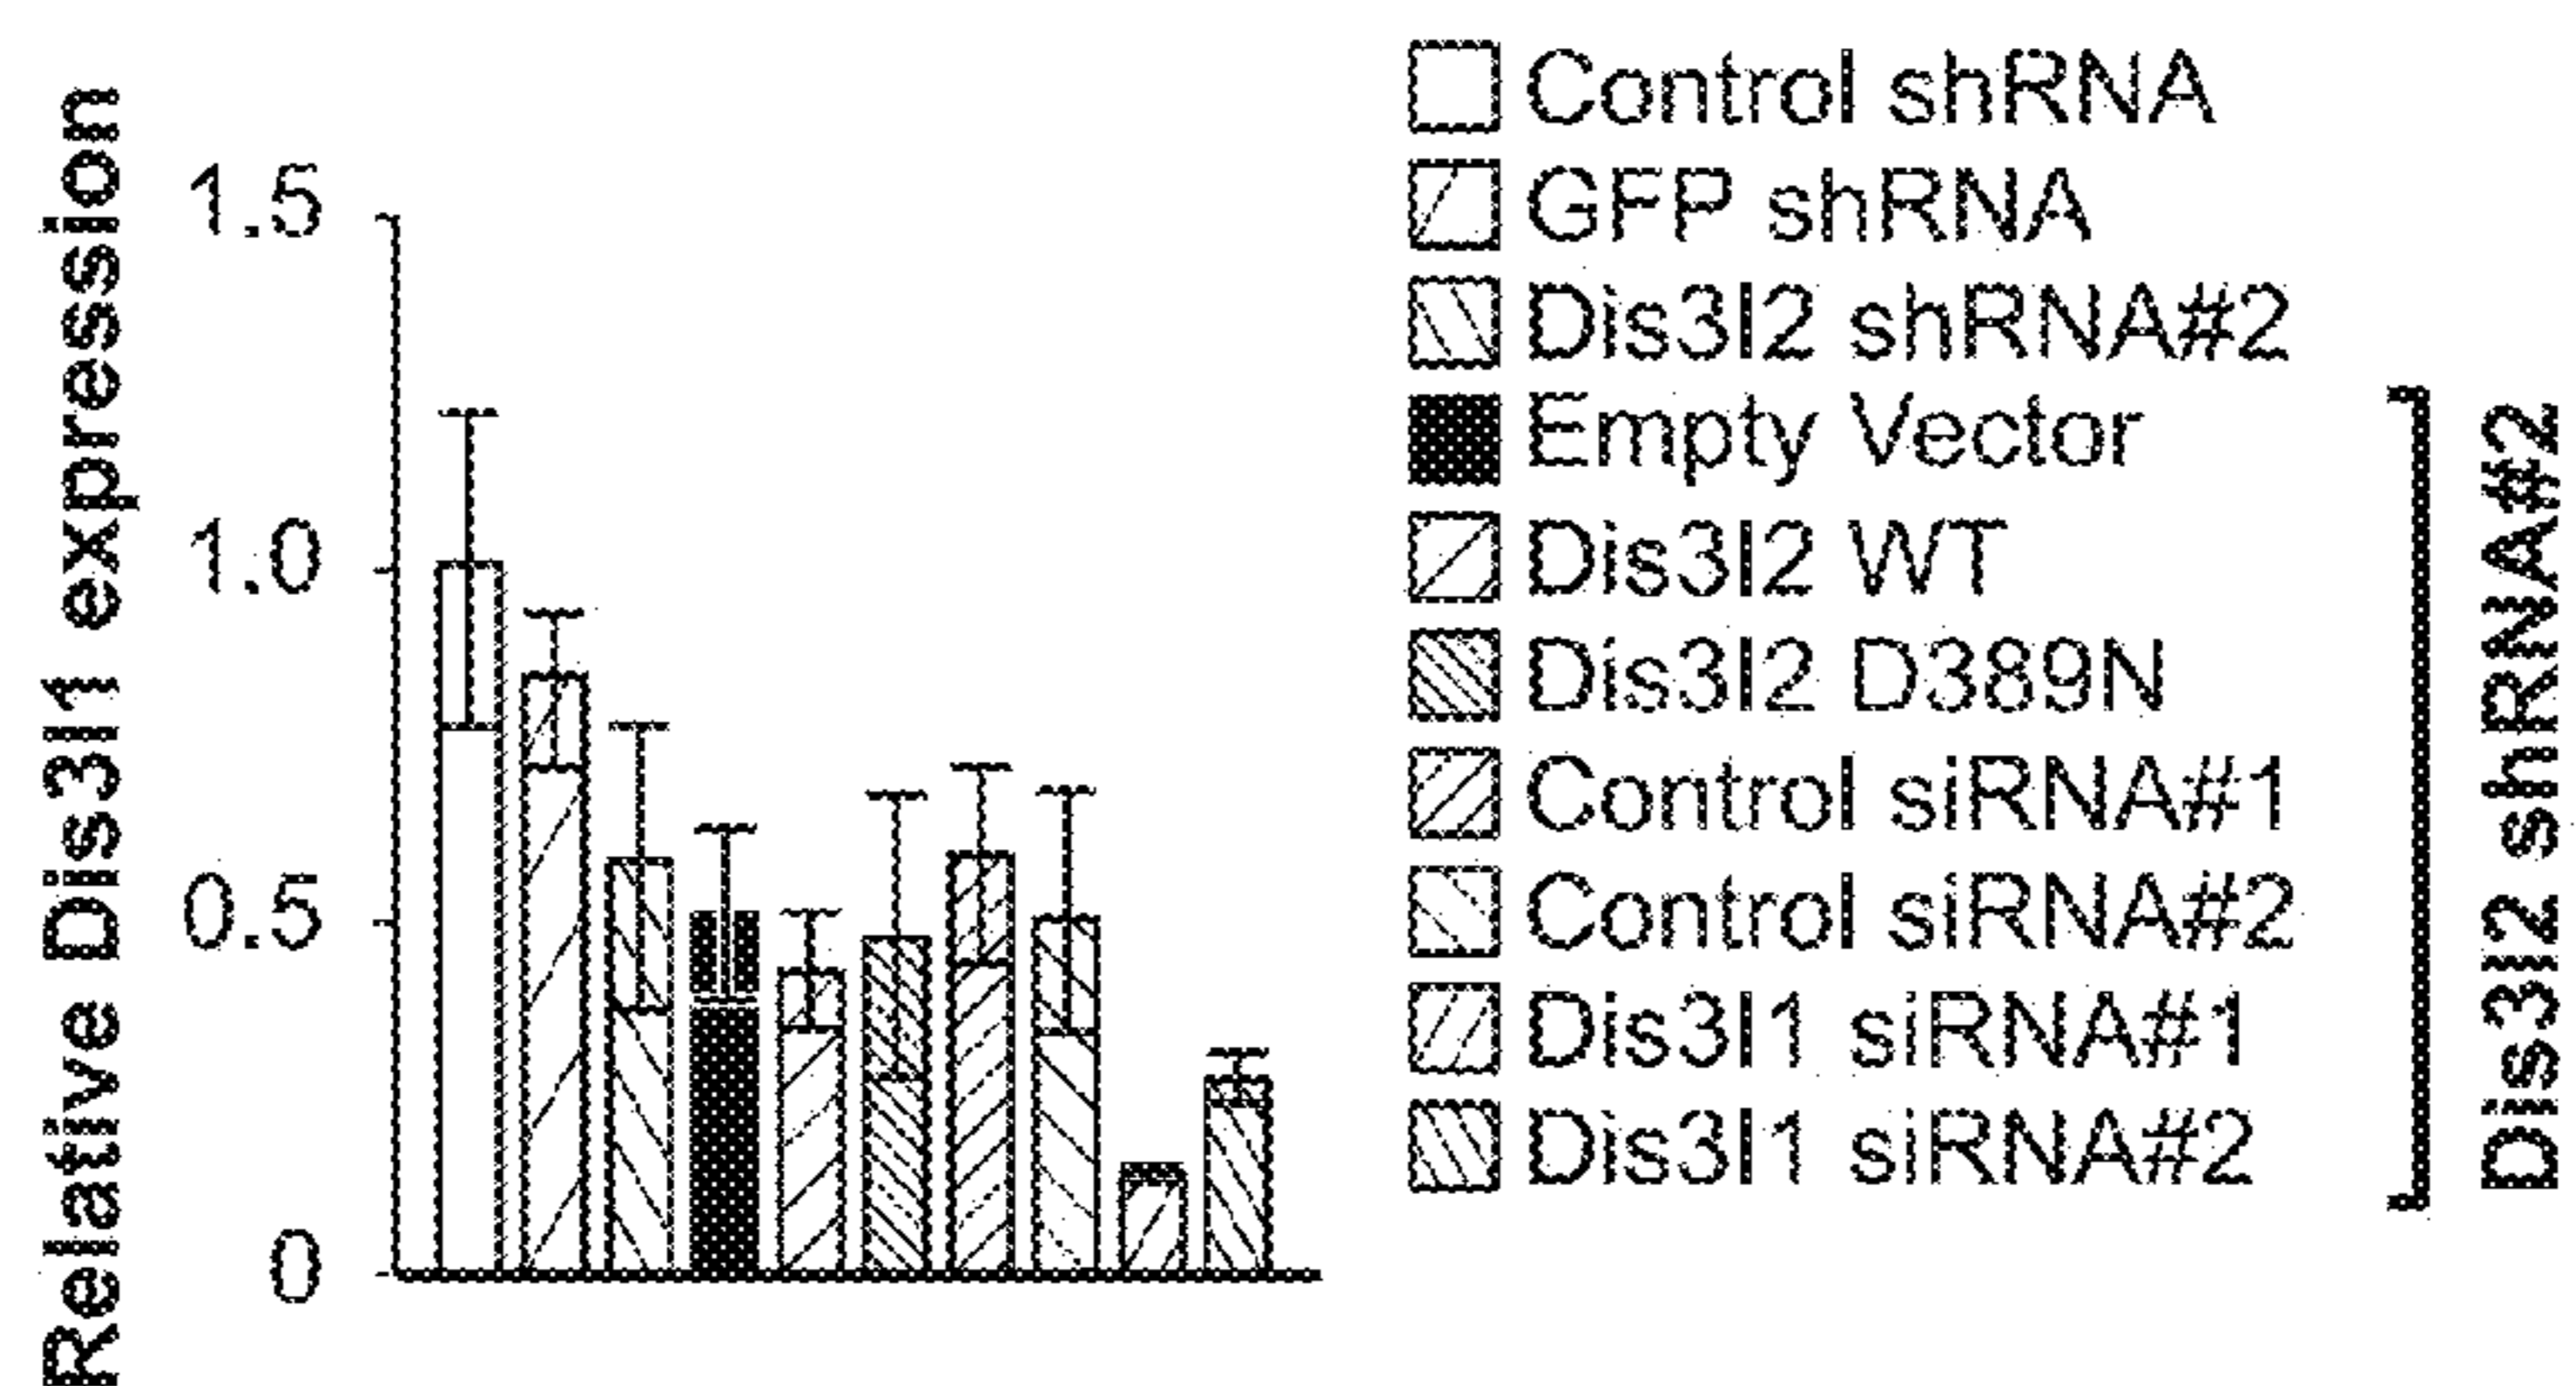 Relative Dis3l1 expression
1.5
1.0
0.5
0
Control shRNA
GFP shRNA
Dis3l2 shRNA#2
Empty Vector
Dis3l2 WT
Dis3l2 D389N
Control siRNA#1
Control siRNA#2
Dis3l1 siRNA#1
Dis3l1 siRNA#2
Dis3l2 shRNA#2